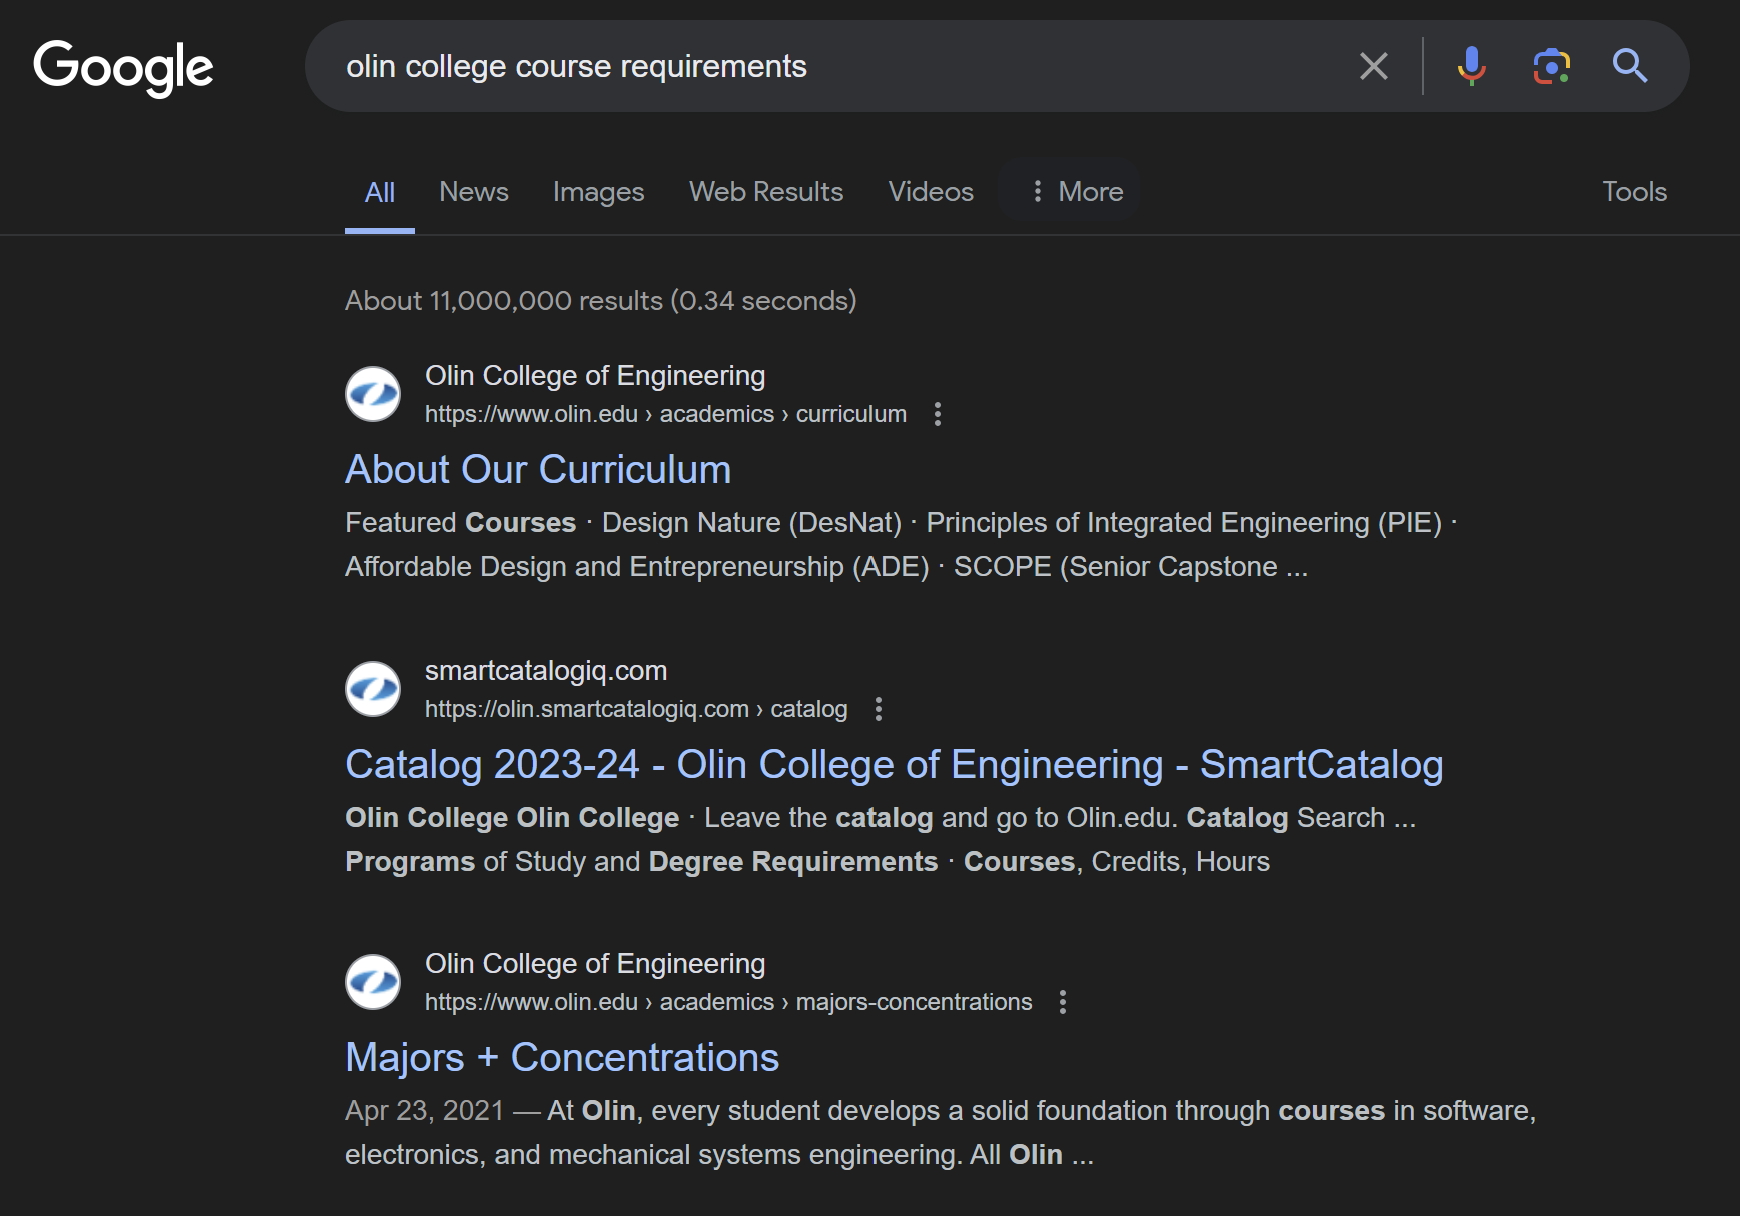 Google
olin college course requirements
All News Images Web Results Videos More Tools
About 11,000,000 results (0.34 seconds)
Olin College of Engineering
https://www.olin.edu › academics › curriculum
About Our Curriculum
Featured Courses · Design Nature (DesNat) · Principles of Integrated Engineering (PIE) ·
Affordable Design and Entrepreneurship (ADE) · SCOPE (Senior Capstone ...
smartcatalogiq.com
https://olin.smartcatalogiq.com › catalog
Catalog 2023-24 - Olin College of Engineering - SmartCatalog
Olin College Olin College · Leave the catalog and go to Olin.edu. Catalog Search ...
Programs of Study and Degree Requirements · Courses, Credits, Hours
Olin College of Engineering
https://www.olin.edu › academics › majors-concentrations
Majors + Concentrations
Apr 23, 2021 — At Olin, every student develops a solid foundation through courses in software,
electronics, and mechanical systems engineering. All Olin ...